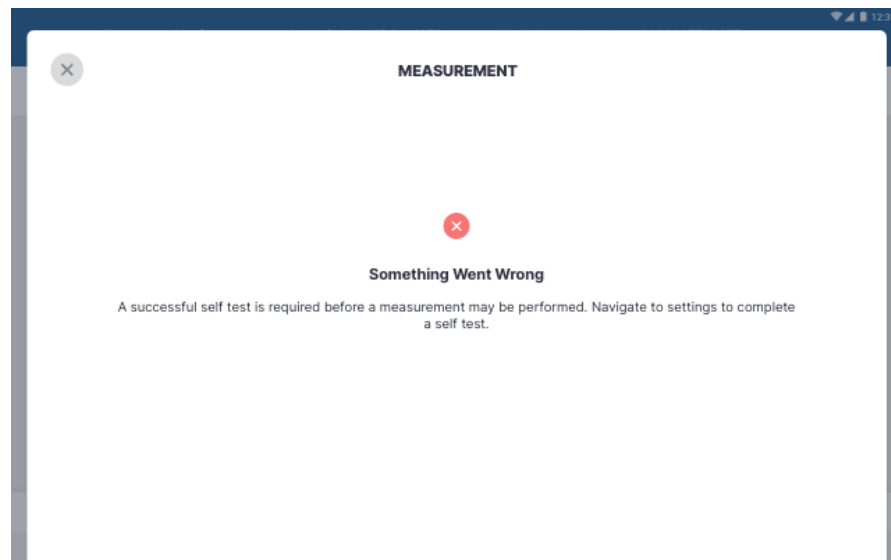 MEASUREMENT
Something Went Wrong
A successful self test is required before a measurement may be performed. Navigate to settings to complete
a self test.